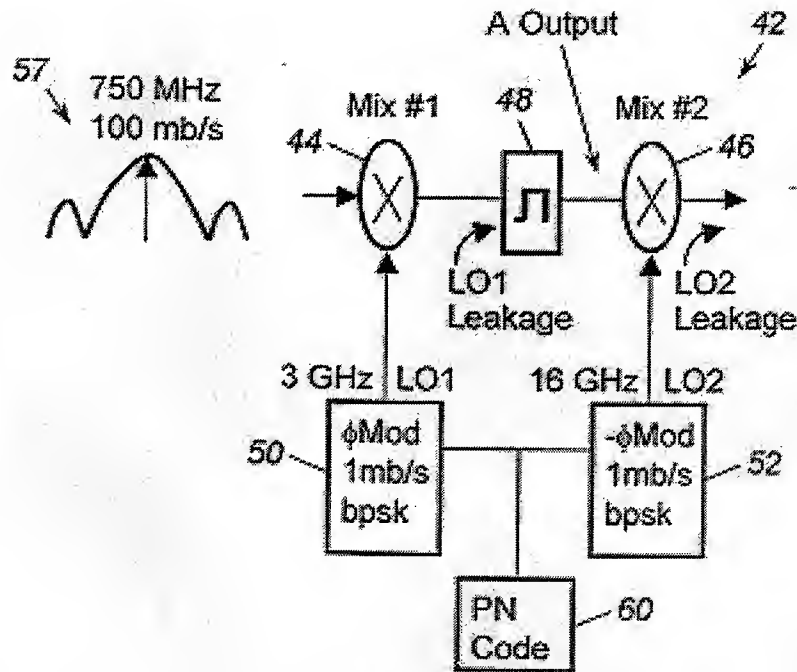 A Output
42
57
750 MHz
100 mb/s
Mix #1
48
Mix #2
44
46
X
X
LO1
Leakage
LO2
Leakage
3 GHz LO1
16 GHz LO2
50
ϕMod
1mb/s
bpsk
-ϕMod
1mb/s
bpsk
52
PN
Code
60